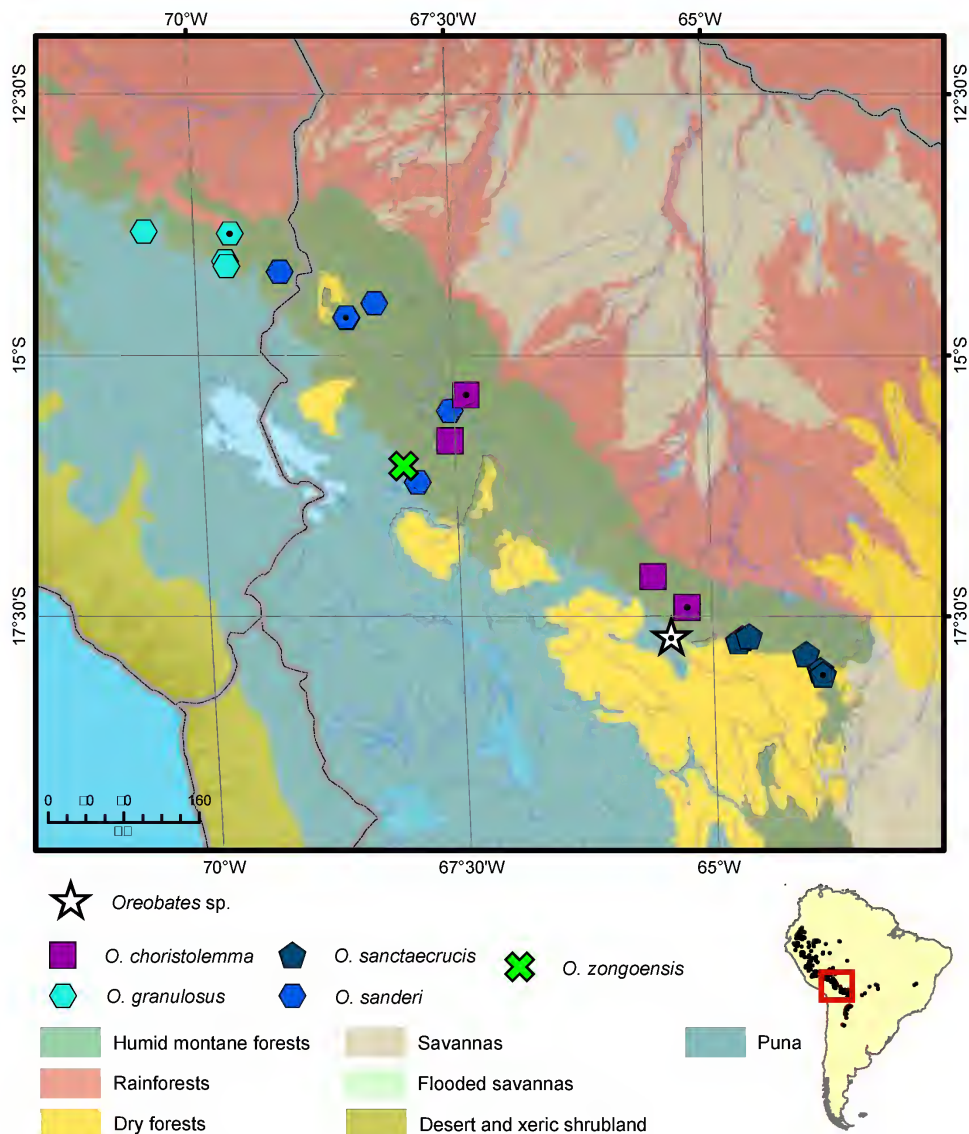 70°W 67°30'W 65°W
12°30'S 12°30'S
15°S 15°S
17°30'S 17°30'S
0 □0 □0 160
□□
70°W 67°30'W 65°W
Oreobates sp.
O. choristolemma O. sanctaecrucis O. zongoensis
O. granulosus O. sanderi
Humid montane forests Savannas Puna
Rainforests Flooded savannas
Dry forests Desert and xeric shrubland